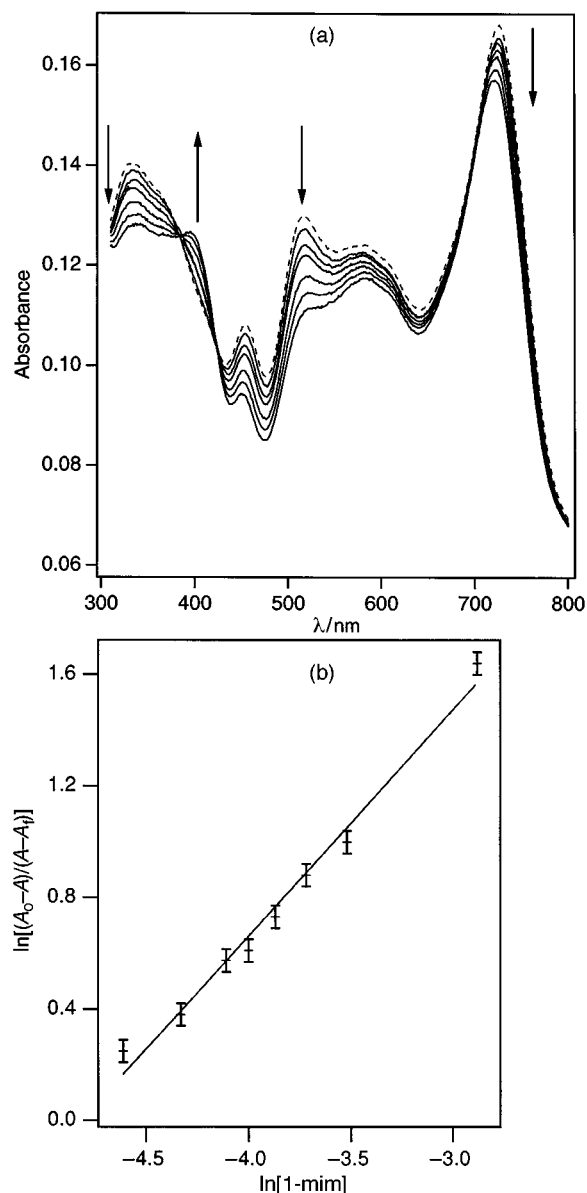 (a)
0.16
0.14
0.12
0.10
0.08
0.06
Absorbance
300 400 500 600 700 800
λ/nm
(b)
1.6
1.2
0.8
0.4
0.0
ln[(A₀–A)/(A–A_f)]
–4.5 –4.0 –3.5 –3.0
ln[1-mim]